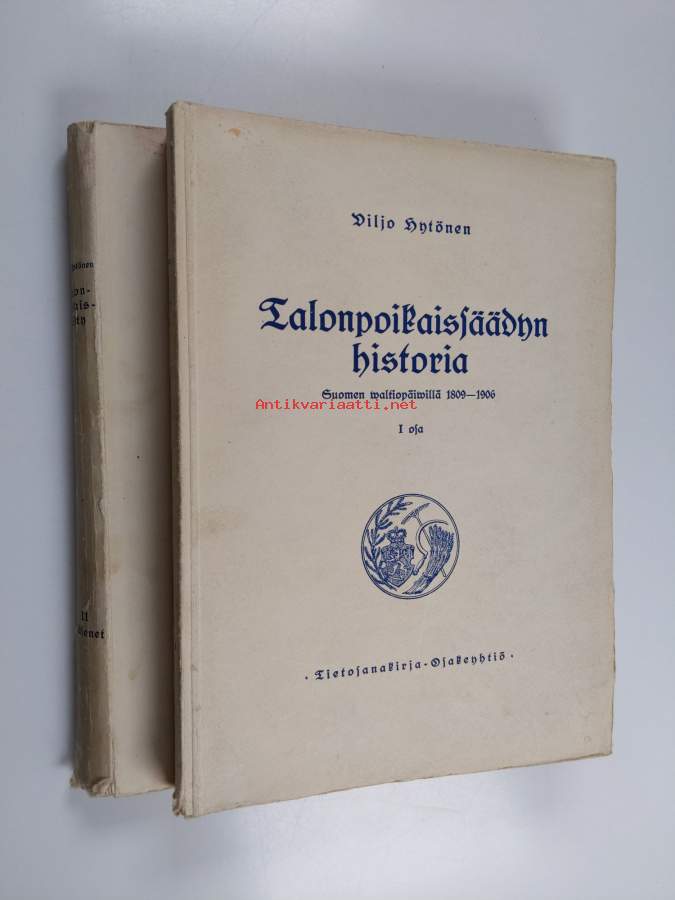 Viljo Hytönen
Talonpoikaisſäädyn
historia
Suomen waltiopäiwillä 1809—1906
Antikvariaatti.net
I oſa
· Tietoſanakirja-Oſakeyhtiö ·
II